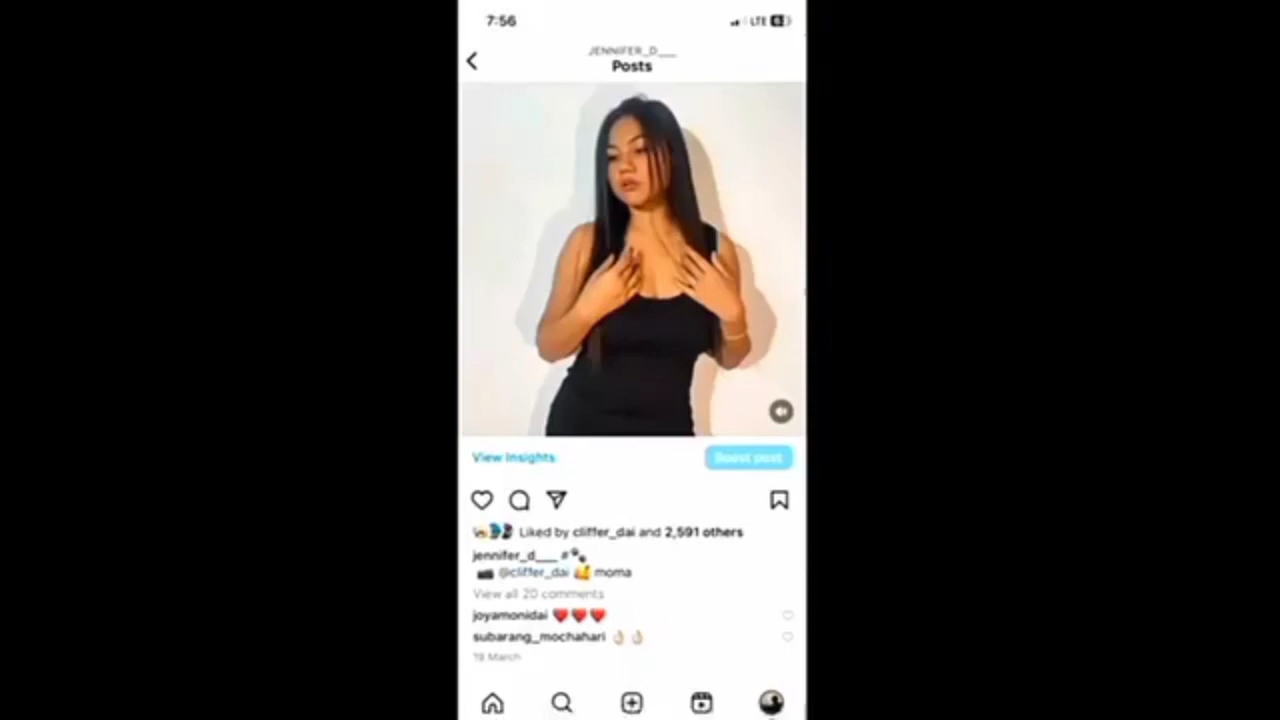 7:56
LTE
JENNIFER_D___
Posts
View Insights
Boost post
Liked by cliffer_dai and 2,591 others
jennifer_d___ #🐾
📷 @cliffer_dai 🥰 moma
View all 20 comments
joyamonidai ❤️❤️❤️
subarang_mochahari 👌🏻👌🏻
19 March